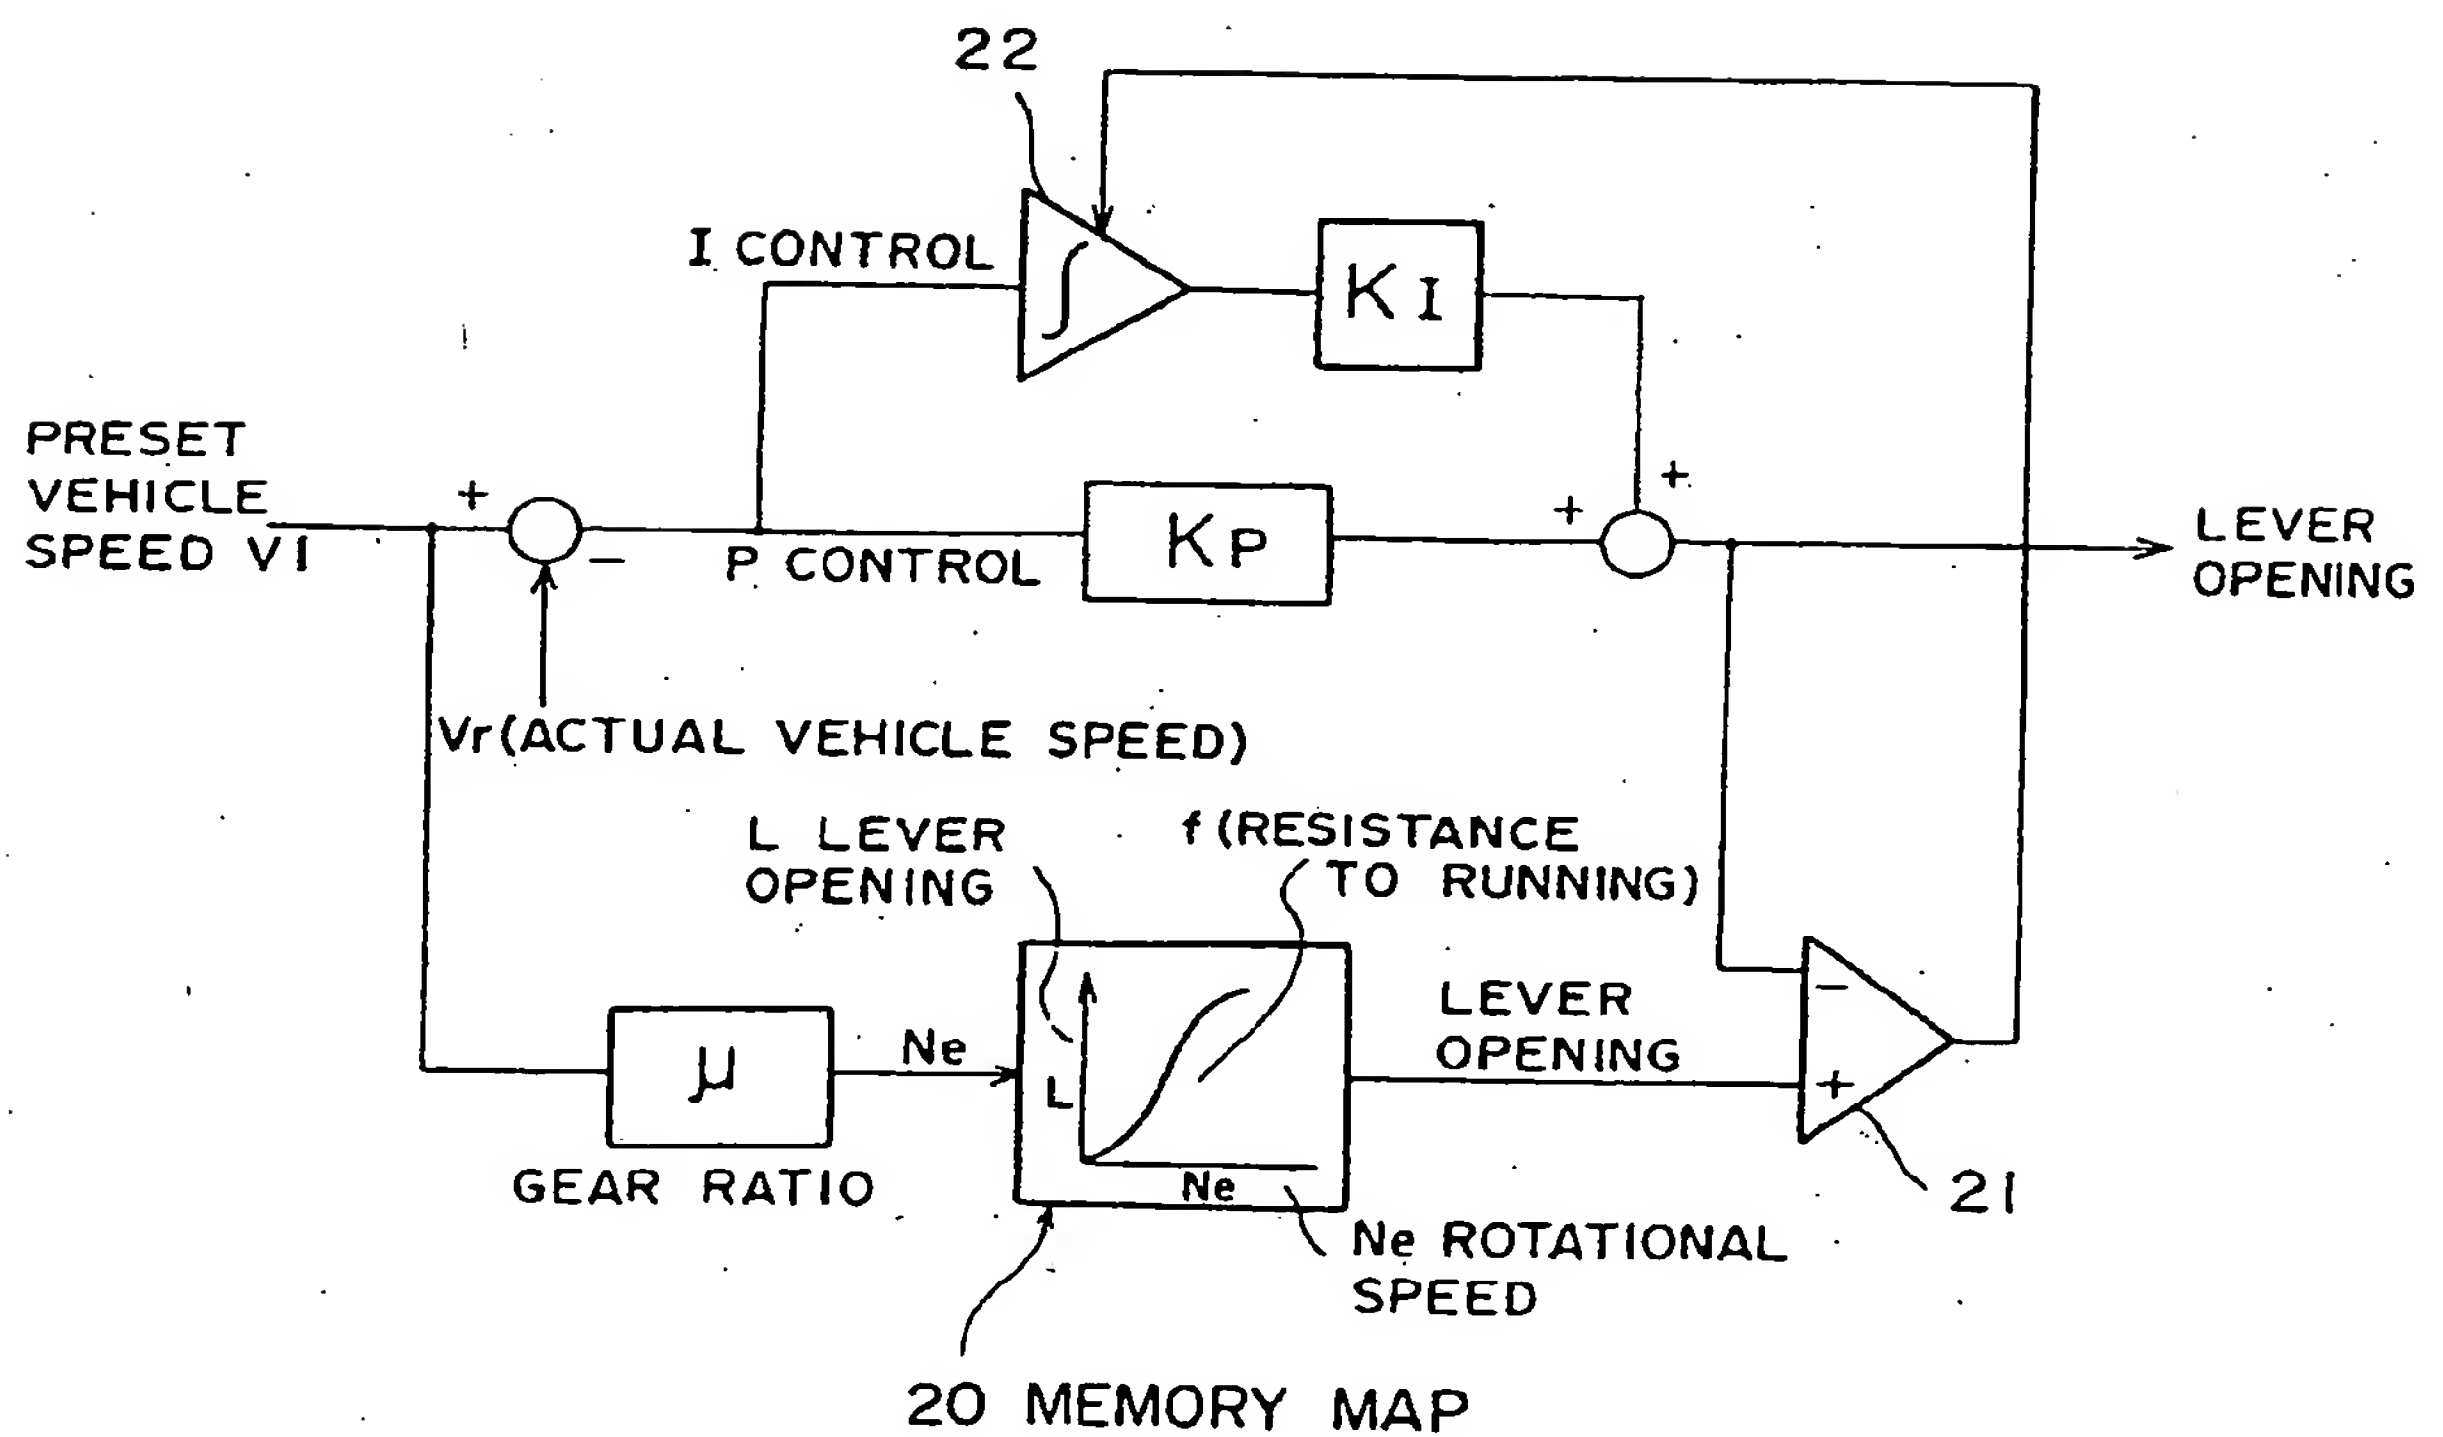 22
I CONTROL
∫
KI
PRESET
VEHICLE
SPEED V1
+
−
P CONTROL
KP
+
+
LEVER
OPENING
Vr(ACTUAL VEHICLE SPEED)
L LEVER
OPENING
f(RESISTANCE
TO RUNNING)
LEVER
OPENING
−
+
μ
Ne
L
Ne
GEAR RATIO
21
Ne ROTATIONAL
SPEED
20 MEMORY MAP